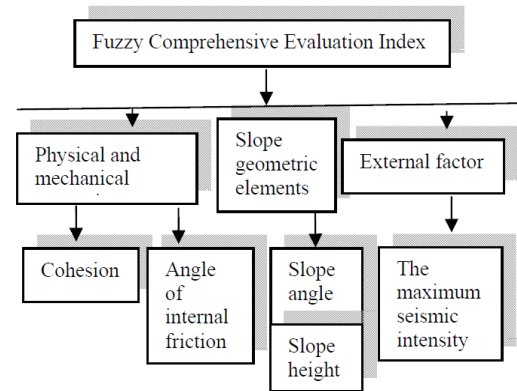 Fuzzy Comprehensive Evaluation Index
Physical and
mechanical
Slope
geometric
elements
External factor
Cohesion
Angle
of
internal
friction
Slope
angle
Slope
height
The
maximum
seismic
intensity